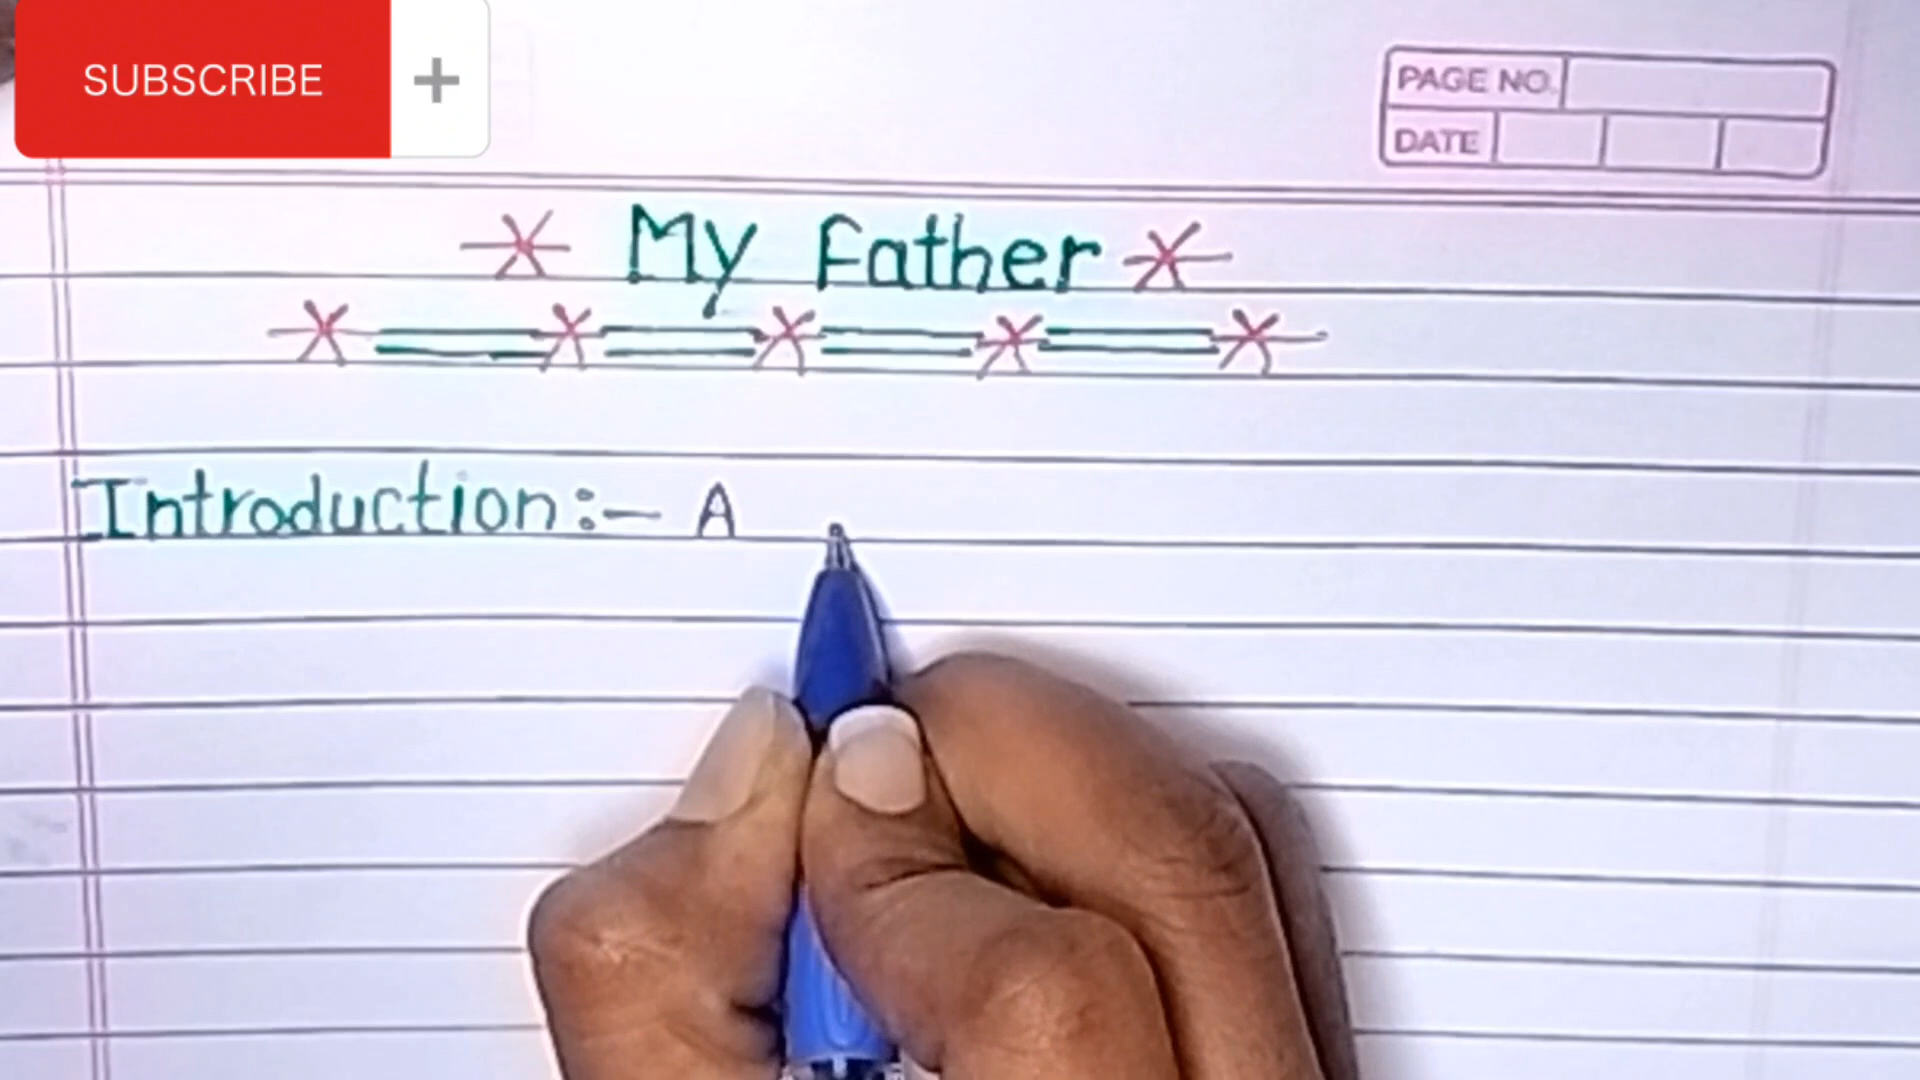 SUBSCRIBE +
PAGE NO.
DATE
My Father
Introduction:- A